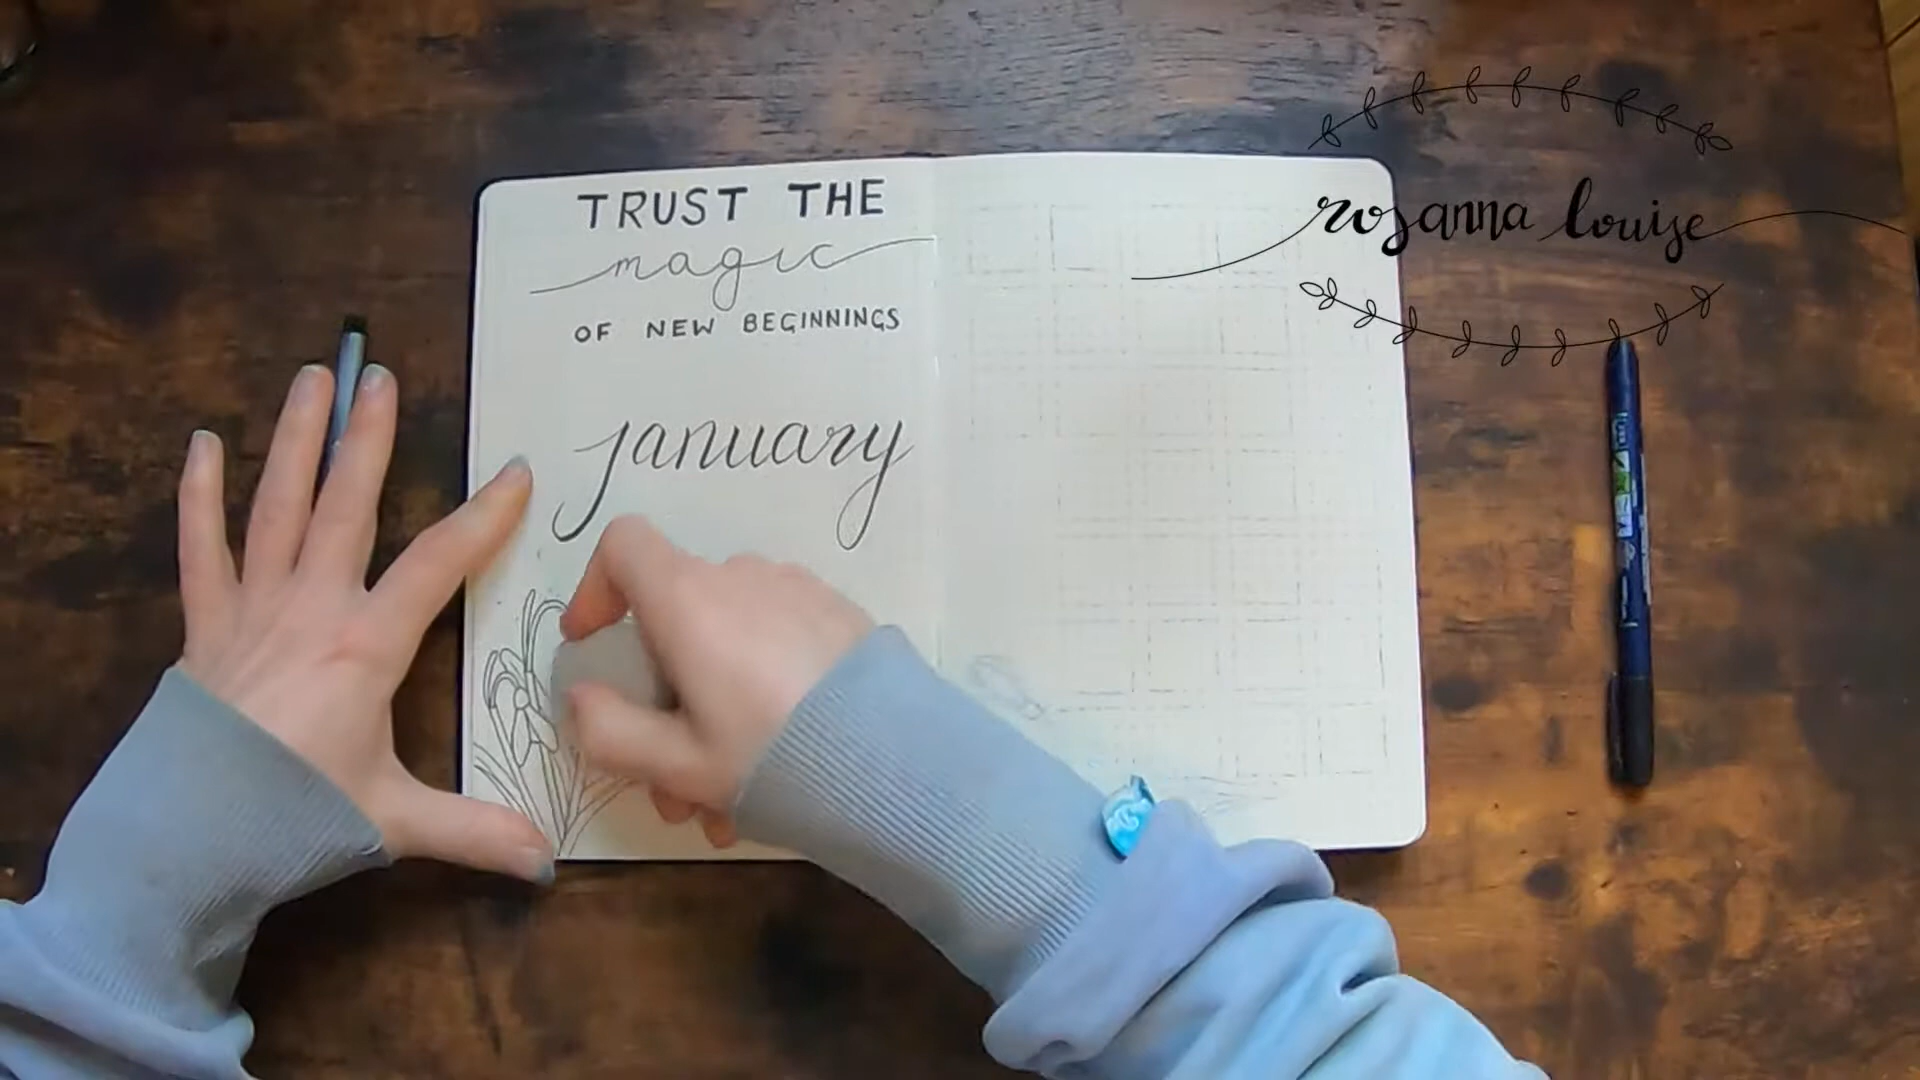 TRUST THE
magic
OF NEW BEGINNINGS
january
rosanna louise